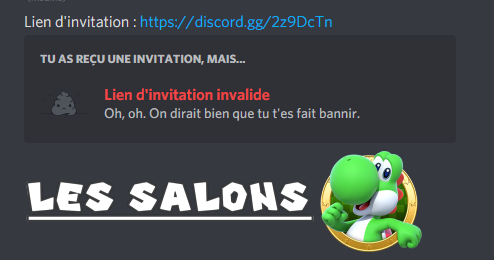 Lien d'invitation : https://discord.gg/2z9DcTn
TU AS REÇU UNE INVITATION, MAIS...
Lien d'invitation invalide
Oh, oh. On dirait bien que tu t'es fait bannir.
LES SALONS